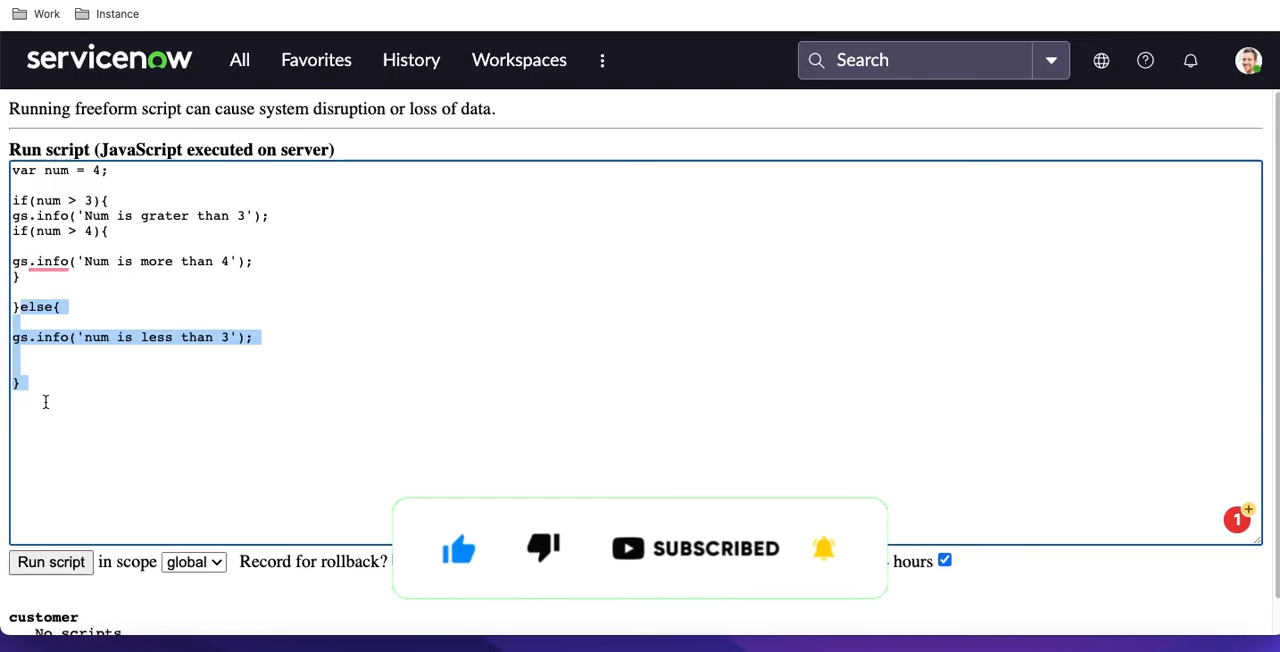 Work Instance
servicenow All Favorites History Workspaces Search
Running freeform script can cause system disruption or loss of data.
Run script (JavaScript executed on server)
var num = 4;
if(num > 3){
gs.info('Num is grater than 3');
if(num > 4){
gs.info('Num is more than 4');
}
}else{
gs.info('num is less than 3');
}
1
SUBSCRIBED
Run script in scope global Record for rollback? hours
customer
No scripts